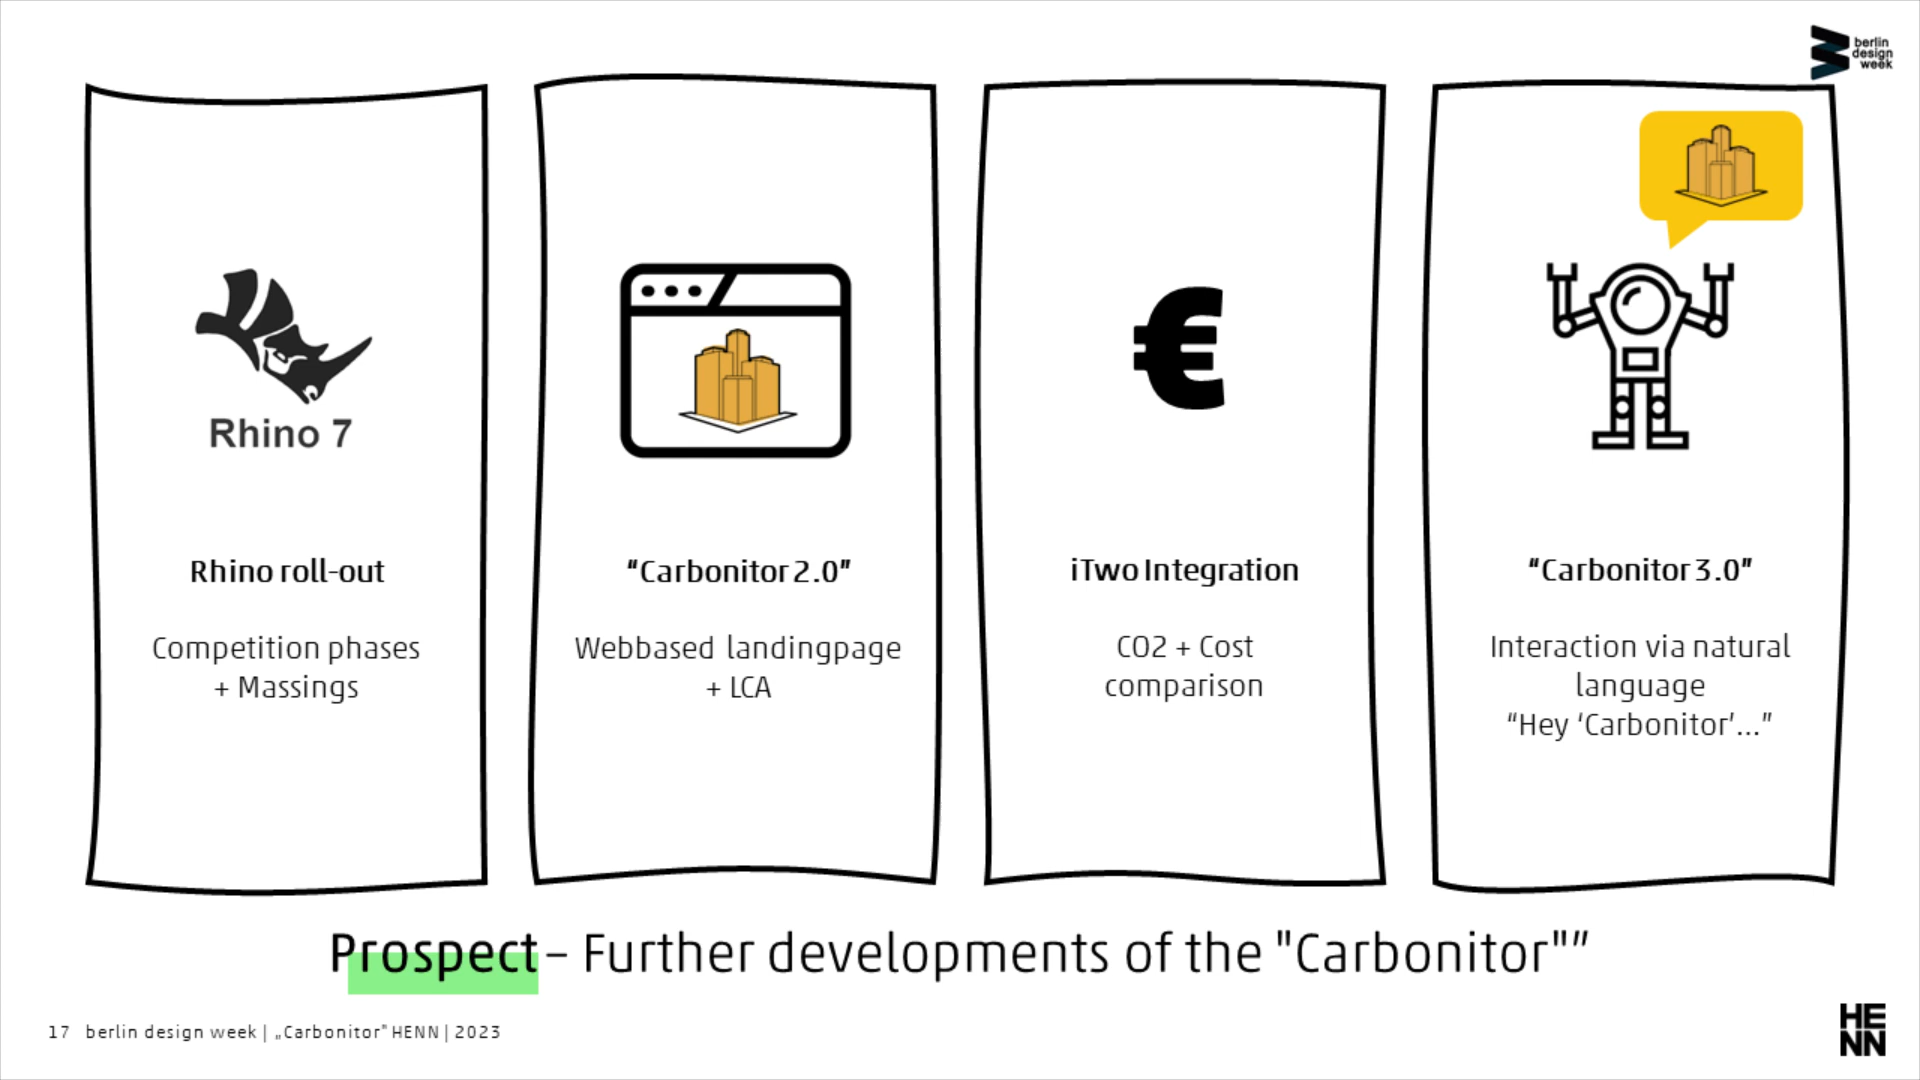 berlin
design
week
Rhino 7
€
Rhino roll-out
Competition phases
+ Massings
"Carbonitor 2.0"
Webbased landingpage
+ LCA
iTwo Integration
CO2 + Cost
comparison
"Carbonitor 3.0"
Interaction via natural
language
“Hey ‘Carbonitor’...”
Prospect – Further developments of the "Carbonitor"”
17 berlin design week | „Carbonitor" HENN | 2023
HE
NN